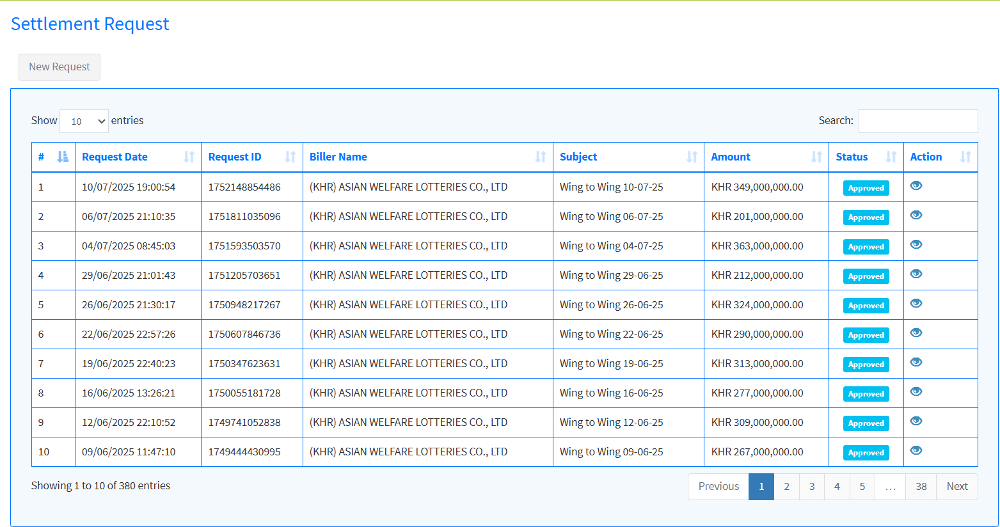 Settlement Request
New Request
Show 10 entries Search:
# Request Date Request ID Biller Name Subject Amount Status Action
1 10/07/2025 19:00:54 1752148854486 (KHR) ASIAN WELFARE LOTTERIES CO., LTD Wing to Wing 10-07-25 KHR 349,000,000.00 Approved
2 06/07/2025 21:10:35 1751811035096 (KHR) ASIAN WELFARE LOTTERIES CO., LTD Wing to Wing 06-07-25 KHR 201,000,000.00 Approved
3 04/07/2025 08:45:03 1751593503570 (KHR) ASIAN WELFARE LOTTERIES CO., LTD Wing to Wing 04-07-25 KHR 363,000,000.00 Approved
4 29/06/2025 21:01:43 1751205703651 (KHR) ASIAN WELFARE LOTTERIES CO., LTD Wing to Wing 29-06-25 KHR 212,000,000.00 Approved
5 26/06/2025 21:30:17 1750948217267 (KHR) ASIAN WELFARE LOTTERIES CO., LTD Wing to Wing 26-06-25 KHR 324,000,000.00 Approved
6 22/06/2025 22:57:26 1750607846736 (KHR) ASIAN WELFARE LOTTERIES CO., LTD Wing to Wing 22-06-25 KHR 290,000,000.00 Approved
7 19/06/2025 22:40:23 1750347623631 (KHR) ASIAN WELFARE LOTTERIES CO., LTD Wing to Wing 19-06-25 KHR 313,000,000.00 Approved
8 16/06/2025 13:26:21 1750055181728 (KHR) ASIAN WELFARE LOTTERIES CO., LTD Wing to Wing 16-06-25 KHR 277,000,000.00 Approved
9 12/06/2025 22:10:52 1749741052838 (KHR) ASIAN WELFARE LOTTERIES CO., LTD Wing to Wing 12-06-25 KHR 309,000,000.00 Approved
10 09/06/2025 11:47:10 1749444430995 (KHR) ASIAN WELFARE LOTTERIES CO., LTD Wing to Wing 09-06-25 KHR 267,000,000.00 Approved
Showing 1 to 10 of 380 entries Previous 1 2 3 4 5 … 38 Next